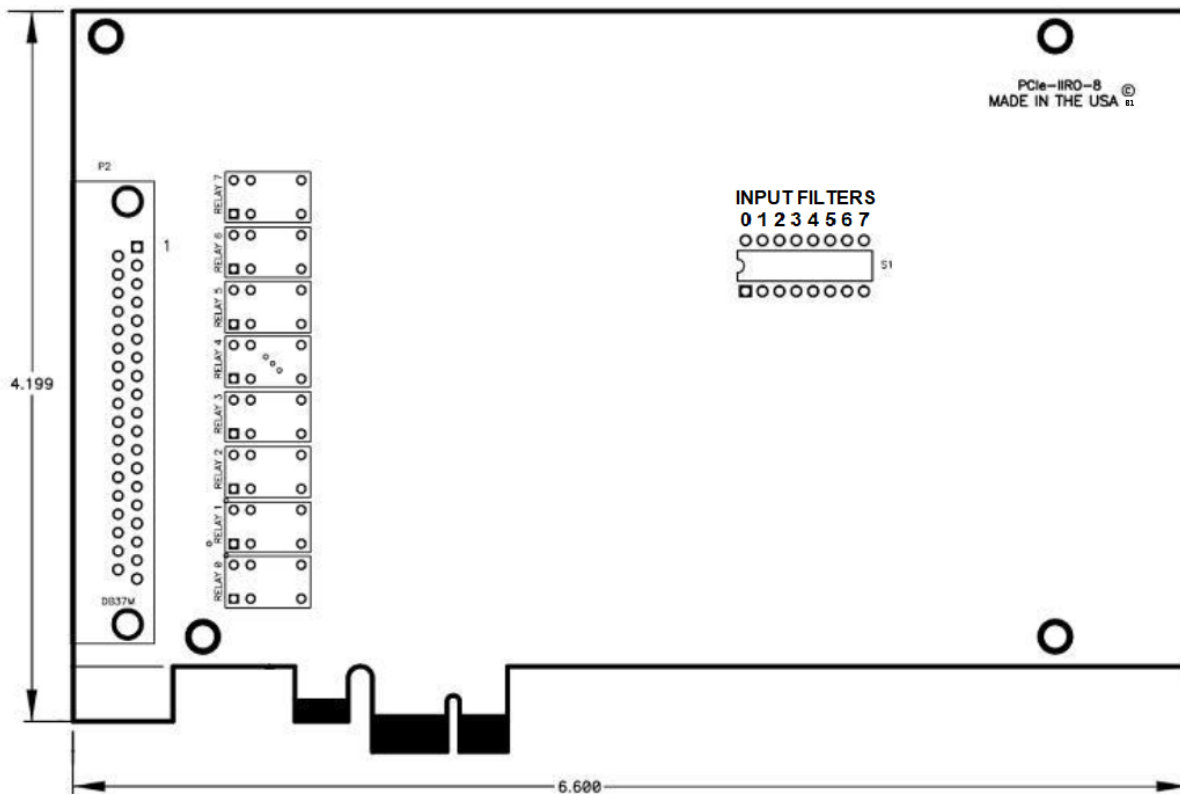 PCIe-IIRO-8 ©
MADE IN THE USA B1
P2
INPUT FILTERS
0 1 2 3 4 5 6 7
S1
1
RELAY 7
RELAY 6
RELAY 5
RELAY 4
RELAY 3
RELAY 2
RELAY 1
RELAY 0
4.199
DB37M
6.600